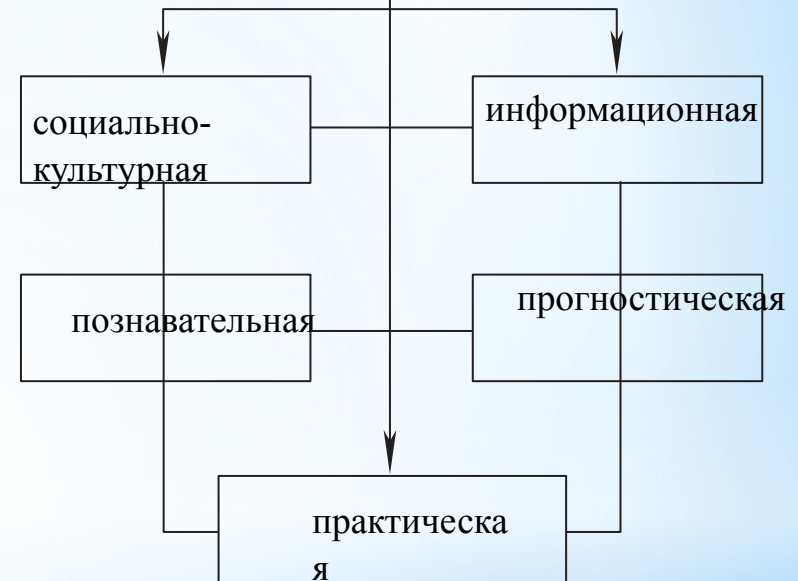 социально-
культурная
информационная
познавательная
прогностическая
практическа
я